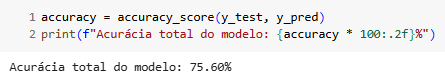 1 accuracy = accuracy_score(y_test, y_pred)
2 print(f"Acurácia total do modelo: {accuracy * 100:.2f}%")
Acurácia total do modelo: 75.60%